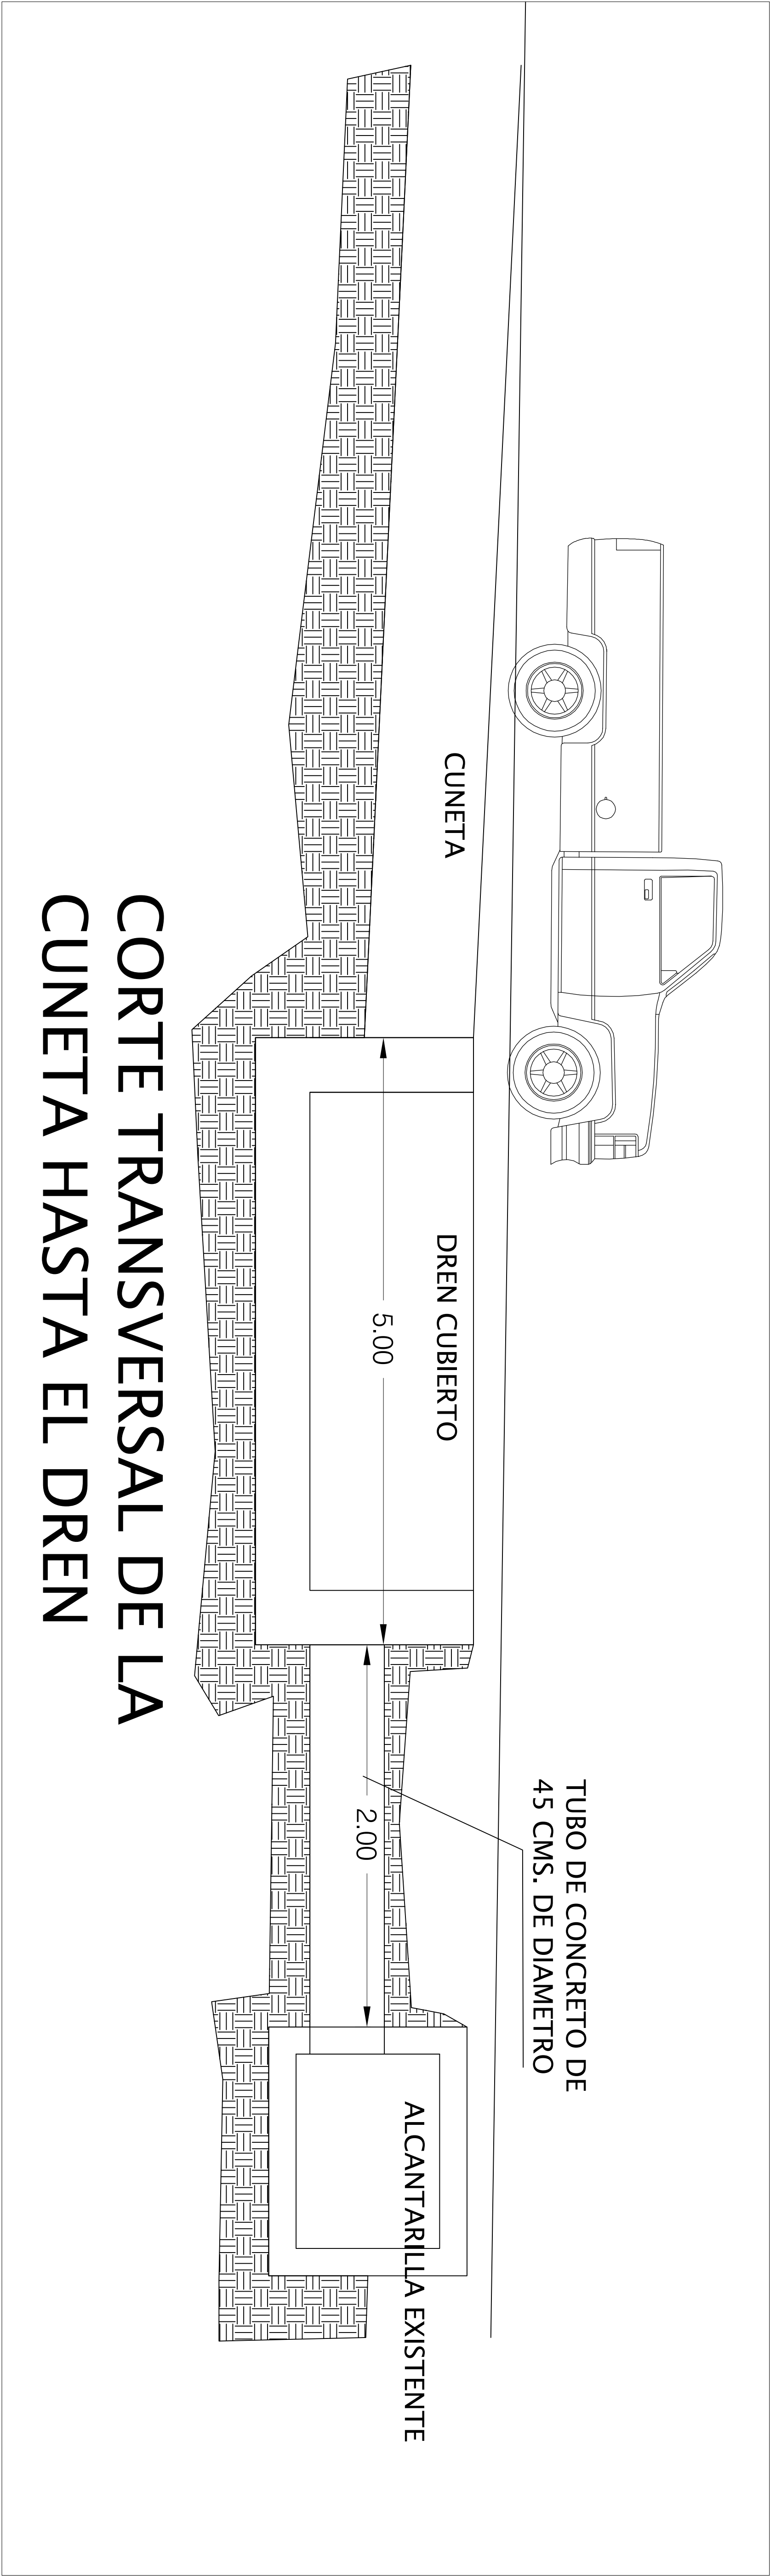 TUBO DE CONCRETO DE
45 CMS. DE DIAMETRO
CUNETA
DREN CUBIERTO
5.00
2.00
ALCANTARILLA EXISTENTE
CORTE TRANSVERSAL DE LA
CUNETA HASTA EL DREN